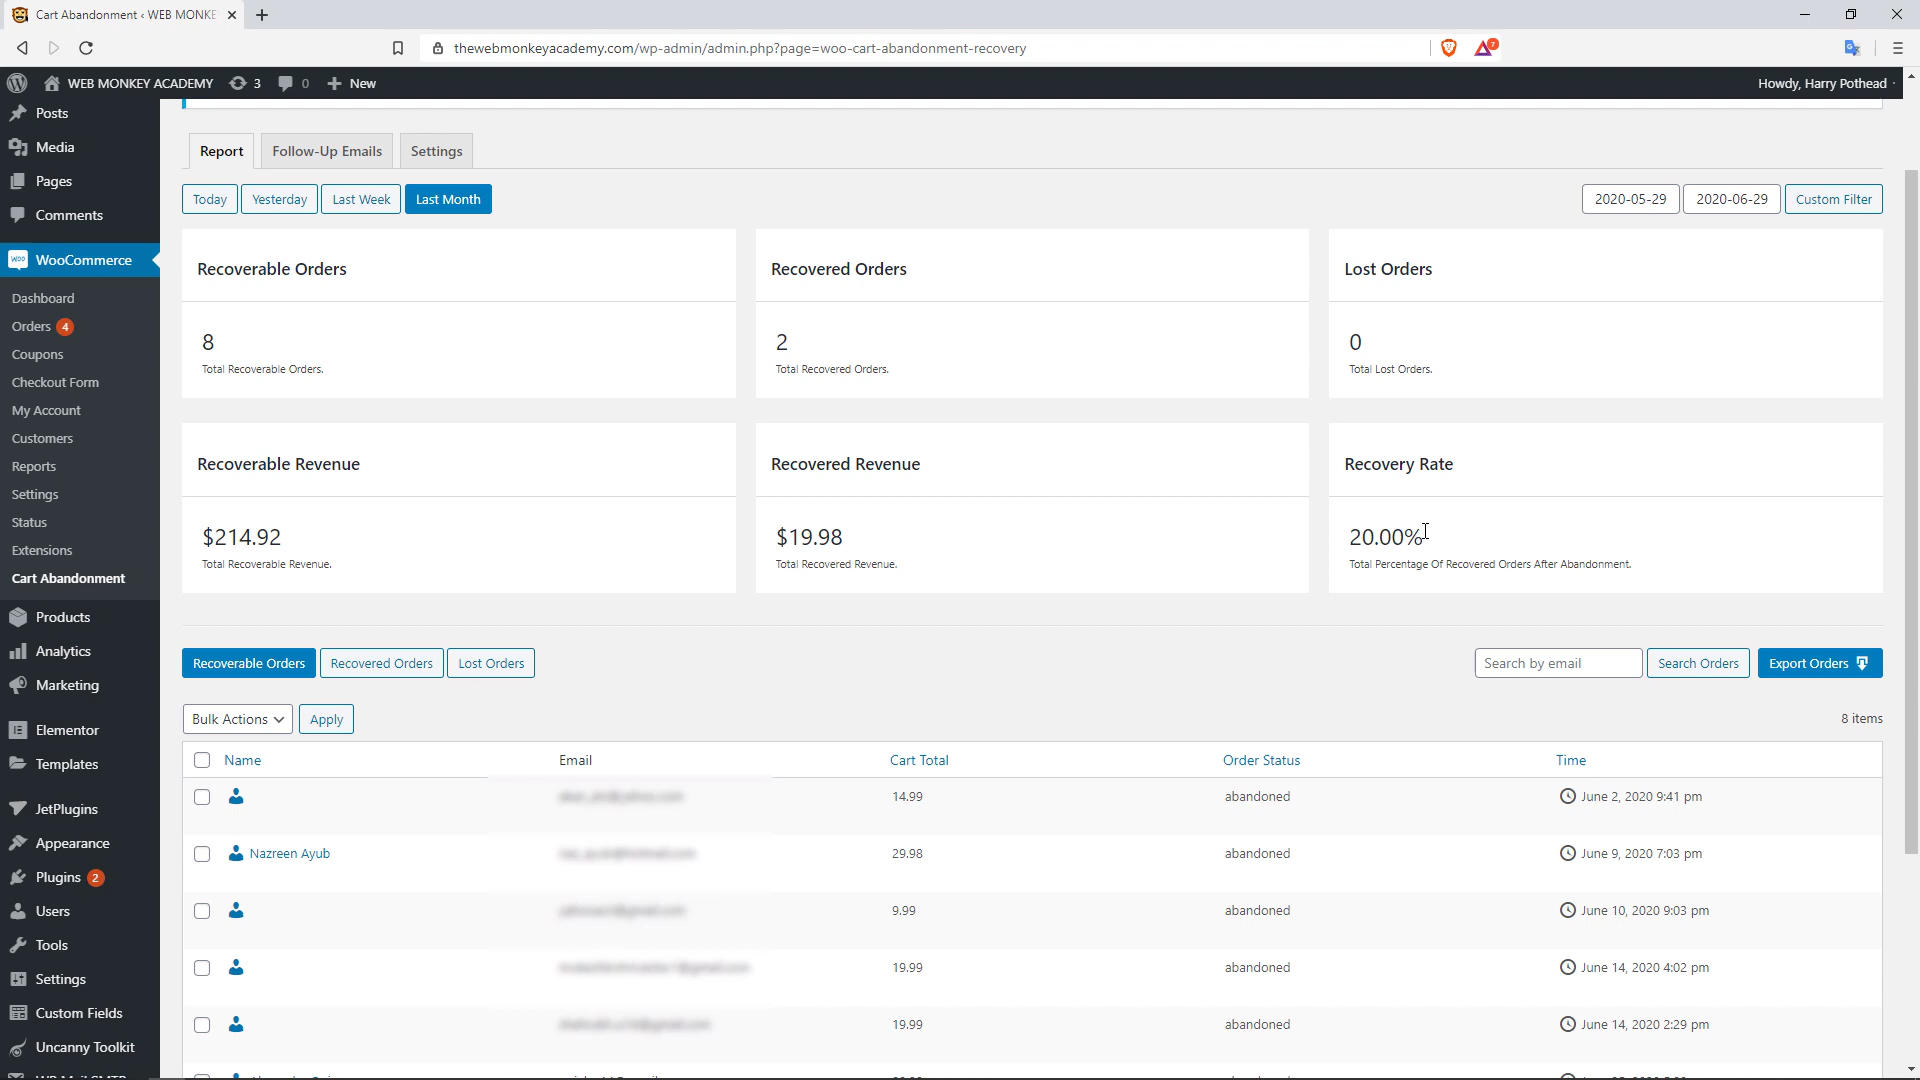 Cart Abandonment ‹ WEB MONKE
thewebmonkeyacademy.com/wp-admin/admin.php?page=woo-cart-abandonment-recovery
7
WEB MONKEY ACADEMY 3 0 New
Howdy, Harry Pothead
Posts
Media
Pages
Comments
WooCommerce
Dashboard
Orders 4
Coupons
Checkout Form
My Account
Customers
Reports
Settings
Status
Extensions
Cart Abandonment
Products
Analytics
Marketing
Elementor
Templates
JetPlugins
Appearance
Plugins 2
Users
Tools
Settings
Custom Fields
Uncanny Toolkit
Report Follow-Up Emails Settings
Today Yesterday Last Week Last Month
2020-05-29 2020-06-29 Custom Filter
Recoverable Orders
8
Total Recoverable Orders.
Recovered Orders
2
Total Recovered Orders.
Lost Orders
0
Total Lost Orders.
Recoverable Revenue
$214.92
Total Recoverable Revenue.
Recovered Revenue
$19.98
Total Recovered Revenue.
Recovery Rate
20.00%
Total Percentage Of Recovered Orders After Abandonment.
Recoverable Orders Recovered Orders Lost Orders
Search by email Search Orders Export Orders
Bulk Actions Apply
8 items
Name Email Cart Total Order Status Time
14.99 abandoned June 2, 2020 9:41 pm
Nazreen Ayub 29.98 abandoned June 9, 2020 7:03 pm
9.99 abandoned June 10, 2020 9:03 pm
19.99 abandoned June 14, 2020 4:02 pm
19.99 abandoned June 14, 2020 2:29 pm